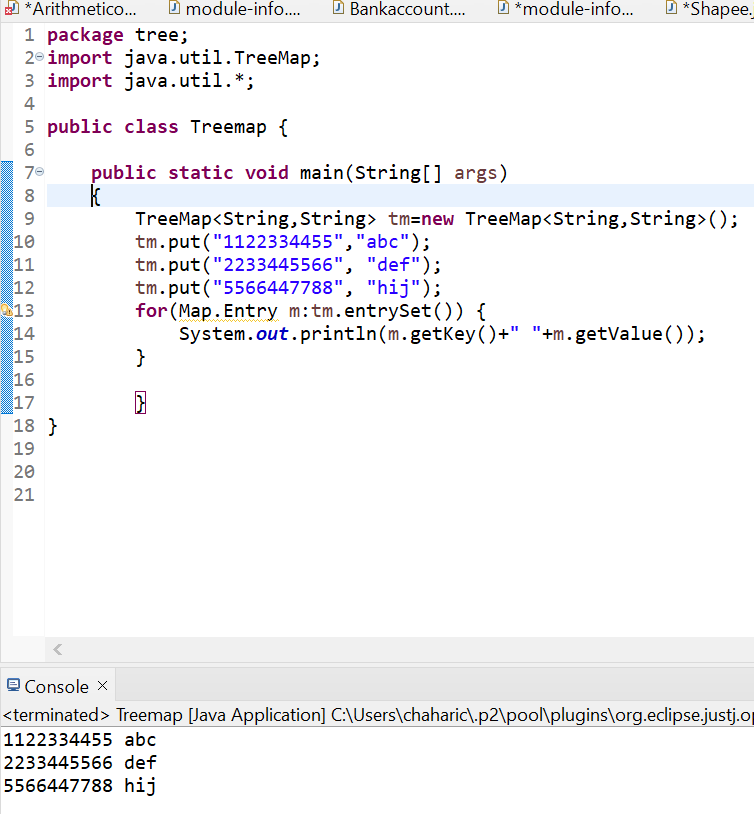 *Arithmetico... module-info.... Bankaccount.... *module-info... *Shapee.
1 package tree;
2 import java.util.TreeMap;
3 import java.util.*;
4
5 public class Treemap {
6
7 public static void main(String[] args)
8 {
9 TreeMap<String,String> tm=new TreeMap<String,String>();
10 tm.put("1122334455","abc");
11 tm.put("2233445566", "def");
12 tm.put("5566447788", "hij");
13 for(Map.Entry m:tm.entrySet()) {
14 System.out.println(m.getKey()+" "+m.getValue());
15 }
16
17 }
18 }
19
20
21
Console
<terminated> Treemap [Java Application] C:\Users\chaharic\.p2\pool\plugins\org.eclipse.justj.op
1122334455 abc
2233445566 def
5566447788 hij